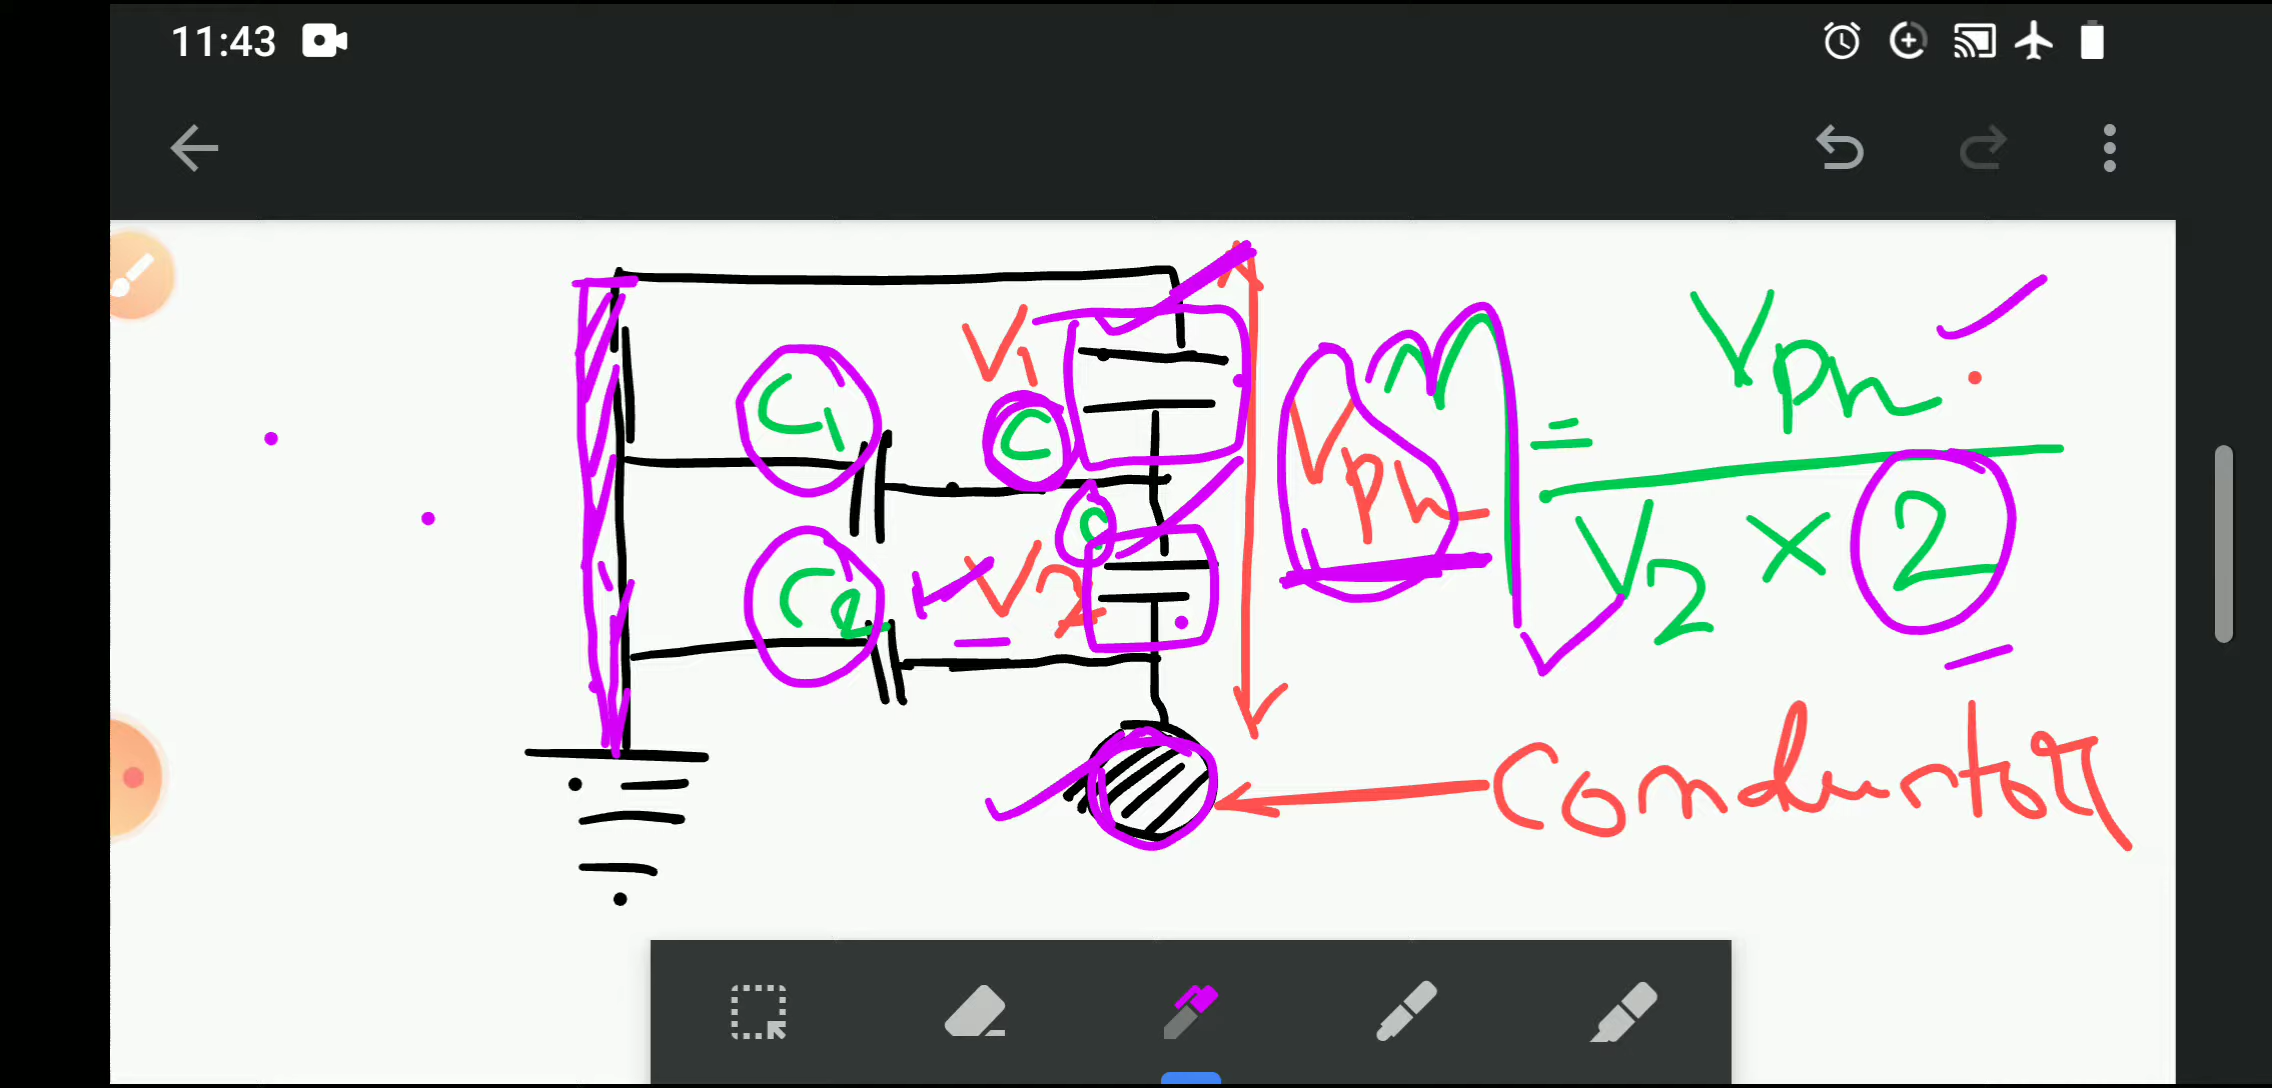 11:43
V1
C1
C
Vph
η = Vph
V2 × 2
C
C2
V2
Conductor